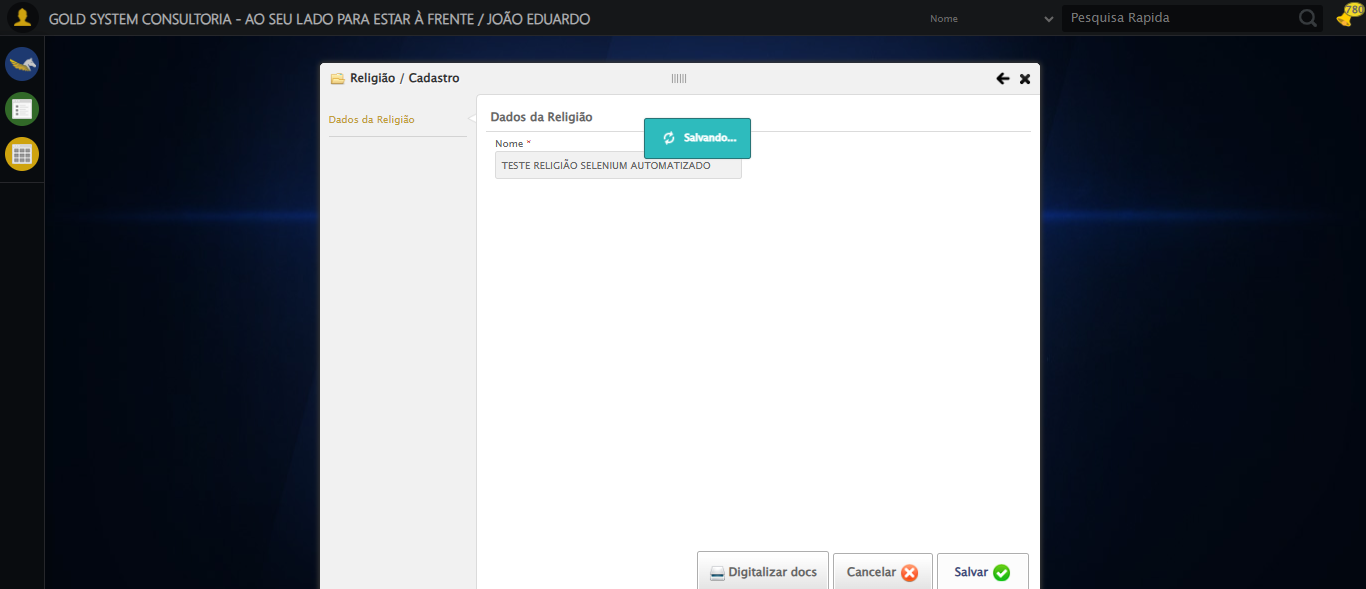 GOLD SYSTEM CONSULTORIA - AO SEU LADO PARA ESTAR À FRENTE / JOÃO EDUARDO
Nome
Pesquisa Rapida
780
Religião / Cadastro
Dados da Religião
Dados da Religião
Salvando...
Nome *
TESTE RELIGIÃO SELENIUM AUTOMATIZADO
Digitalizar docs
Cancelar
Salvar